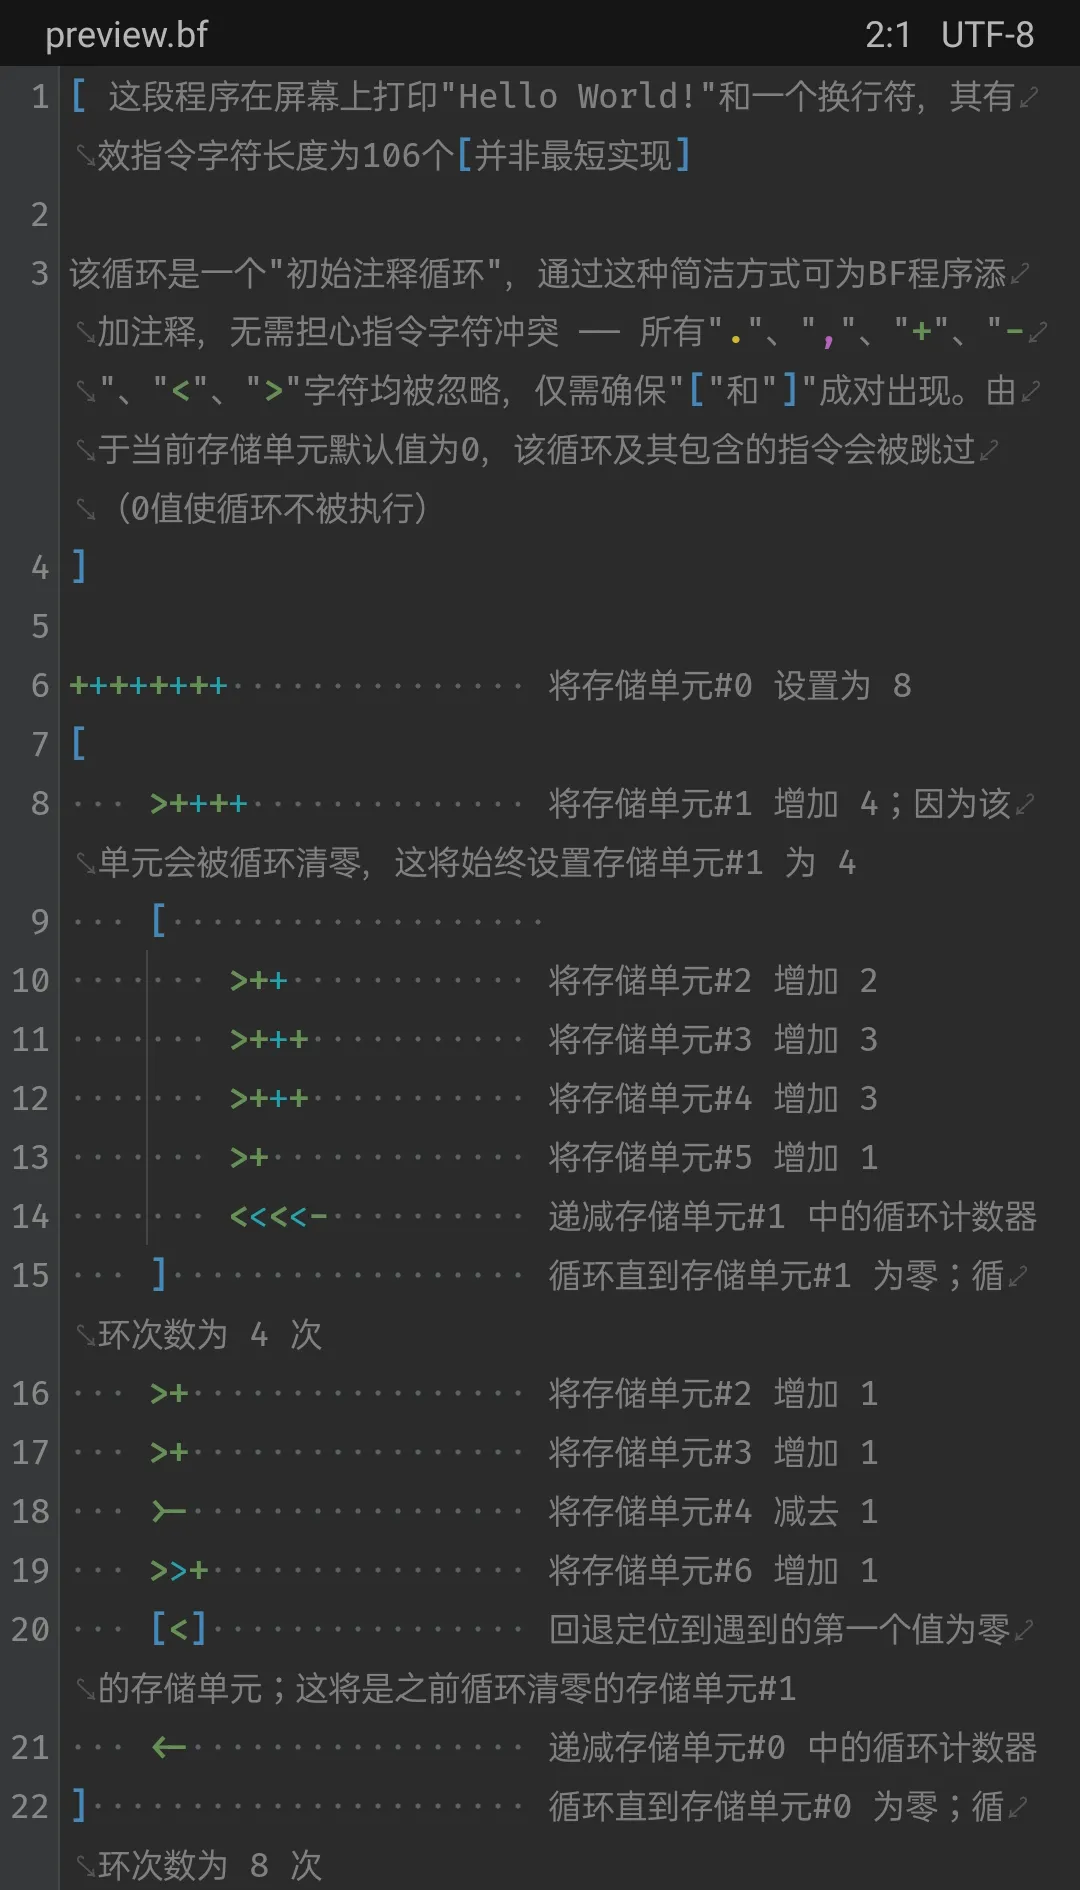 preview.bf 2:1 UTF-8
1 [ 这段程序在屏幕上打印"Hello World!"和一个换行符，其有
效指令字符长度为106个[并非最短实现]
2
3 该循环是一个"初始注释循环"，通过这种简洁方式可为BF程序添
加注释，无需担心指令字符冲突 —— 所有"."、","、"+"、"-
"、"<"、">"字符均被忽略，仅需确保"["和"]"成对出现。由
于当前存储单元默认值为0，该循环及其包含的指令会被跳过
（0值使循环不被执行）
4 ]
5
6 ++++++++ 将存储单元#0 设置为 8
7 [
8 >++++ 将存储单元#1 增加 4；因为该
单元会被循环清零，这将始终设置存储单元#1 为 4
9 [
10 >++ 将存储单元#2 增加 2
11 >+++ 将存储单元#3 增加 3
12 >+++ 将存储单元#4 增加 3
13 >+ 将存储单元#5 增加 1
14 <<<<- 递减存储单元#1 中的循环计数器
15 ] 循环直到存储单元#1 为零；循
环次数为 4 次
16 >+ 将存储单元#2 增加 1
17 >+ 将存储单元#3 增加 1
18 >- 将存储单元#4 减去 1
19 >>+ 将存储单元#6 增加 1
20 [<] 回退定位到遇到的第一个值为零
的存储单元；这将是之前循环清零的存储单元#1
21 <- 递减存储单元#0 中的循环计数器
22 ] 循环直到存储单元#0 为零；循
环次数为 8 次